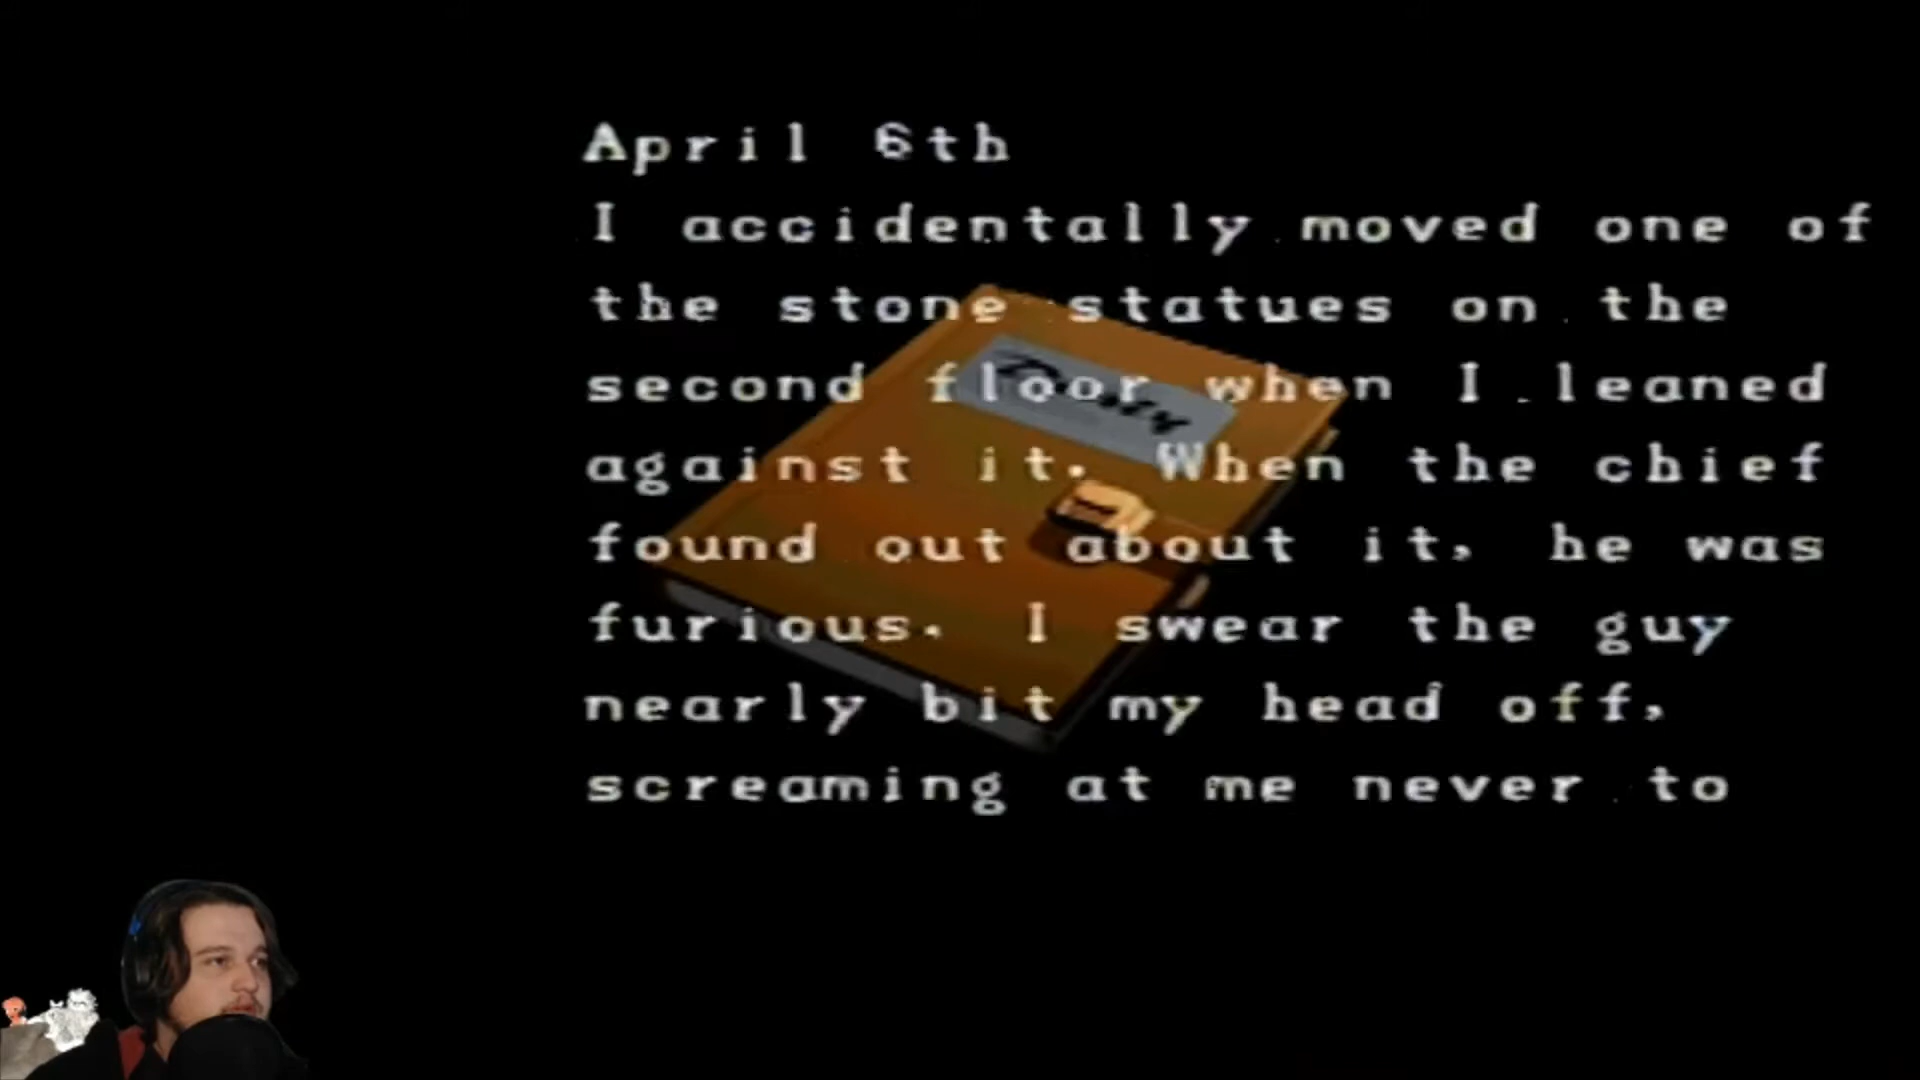 April 6th
I accidentally moved one of
the stone statues on the
second floor when I leaned
against it. When the chief
found out about it, he was
furious. I swear the guy
nearly bit my head off,
screaming at me never to
Diary